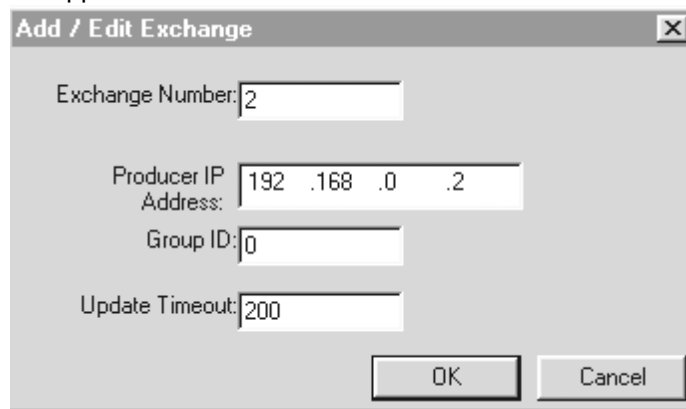 Add / Edit Exchange
Exchange Number: 2
Producer IP Address: 192 .168 .0 .2
Group ID: 0
Update Timeout: 200
OK Cancel